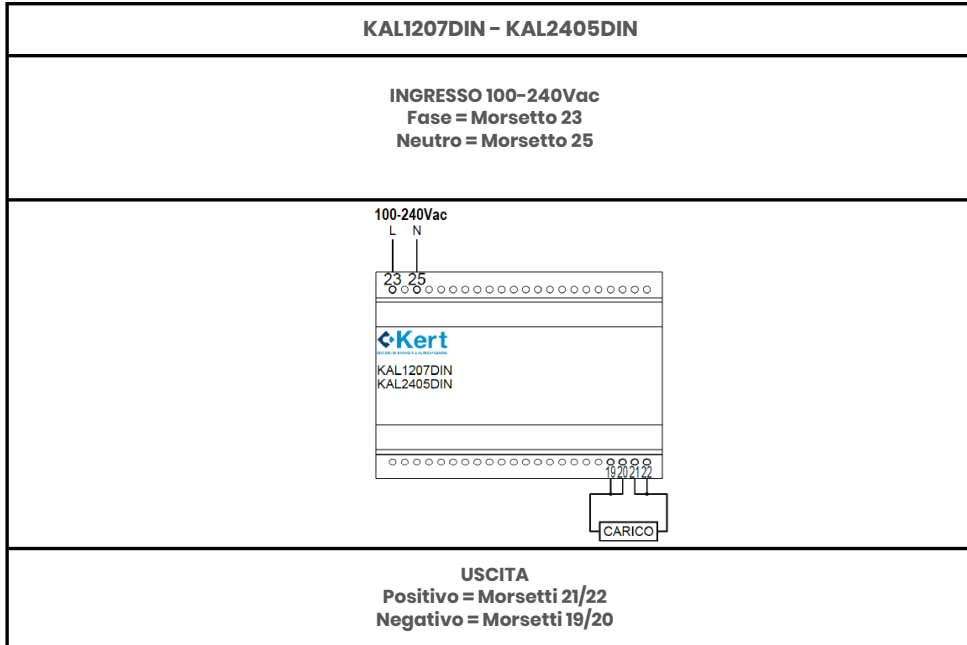 KAL1207DIN - KAL2405DIN
INGRESSO 100-240Vac
Fase = Morsetto 23
Neutro = Morsetto 25
100-240Vac
L N
23 25
Kert
KAL1207DIN
KAL2405DIN
19 20 21 22
CARICO
USCITA
Positivo = Morsetti 21/22
Negativo = Morsetti 19/20